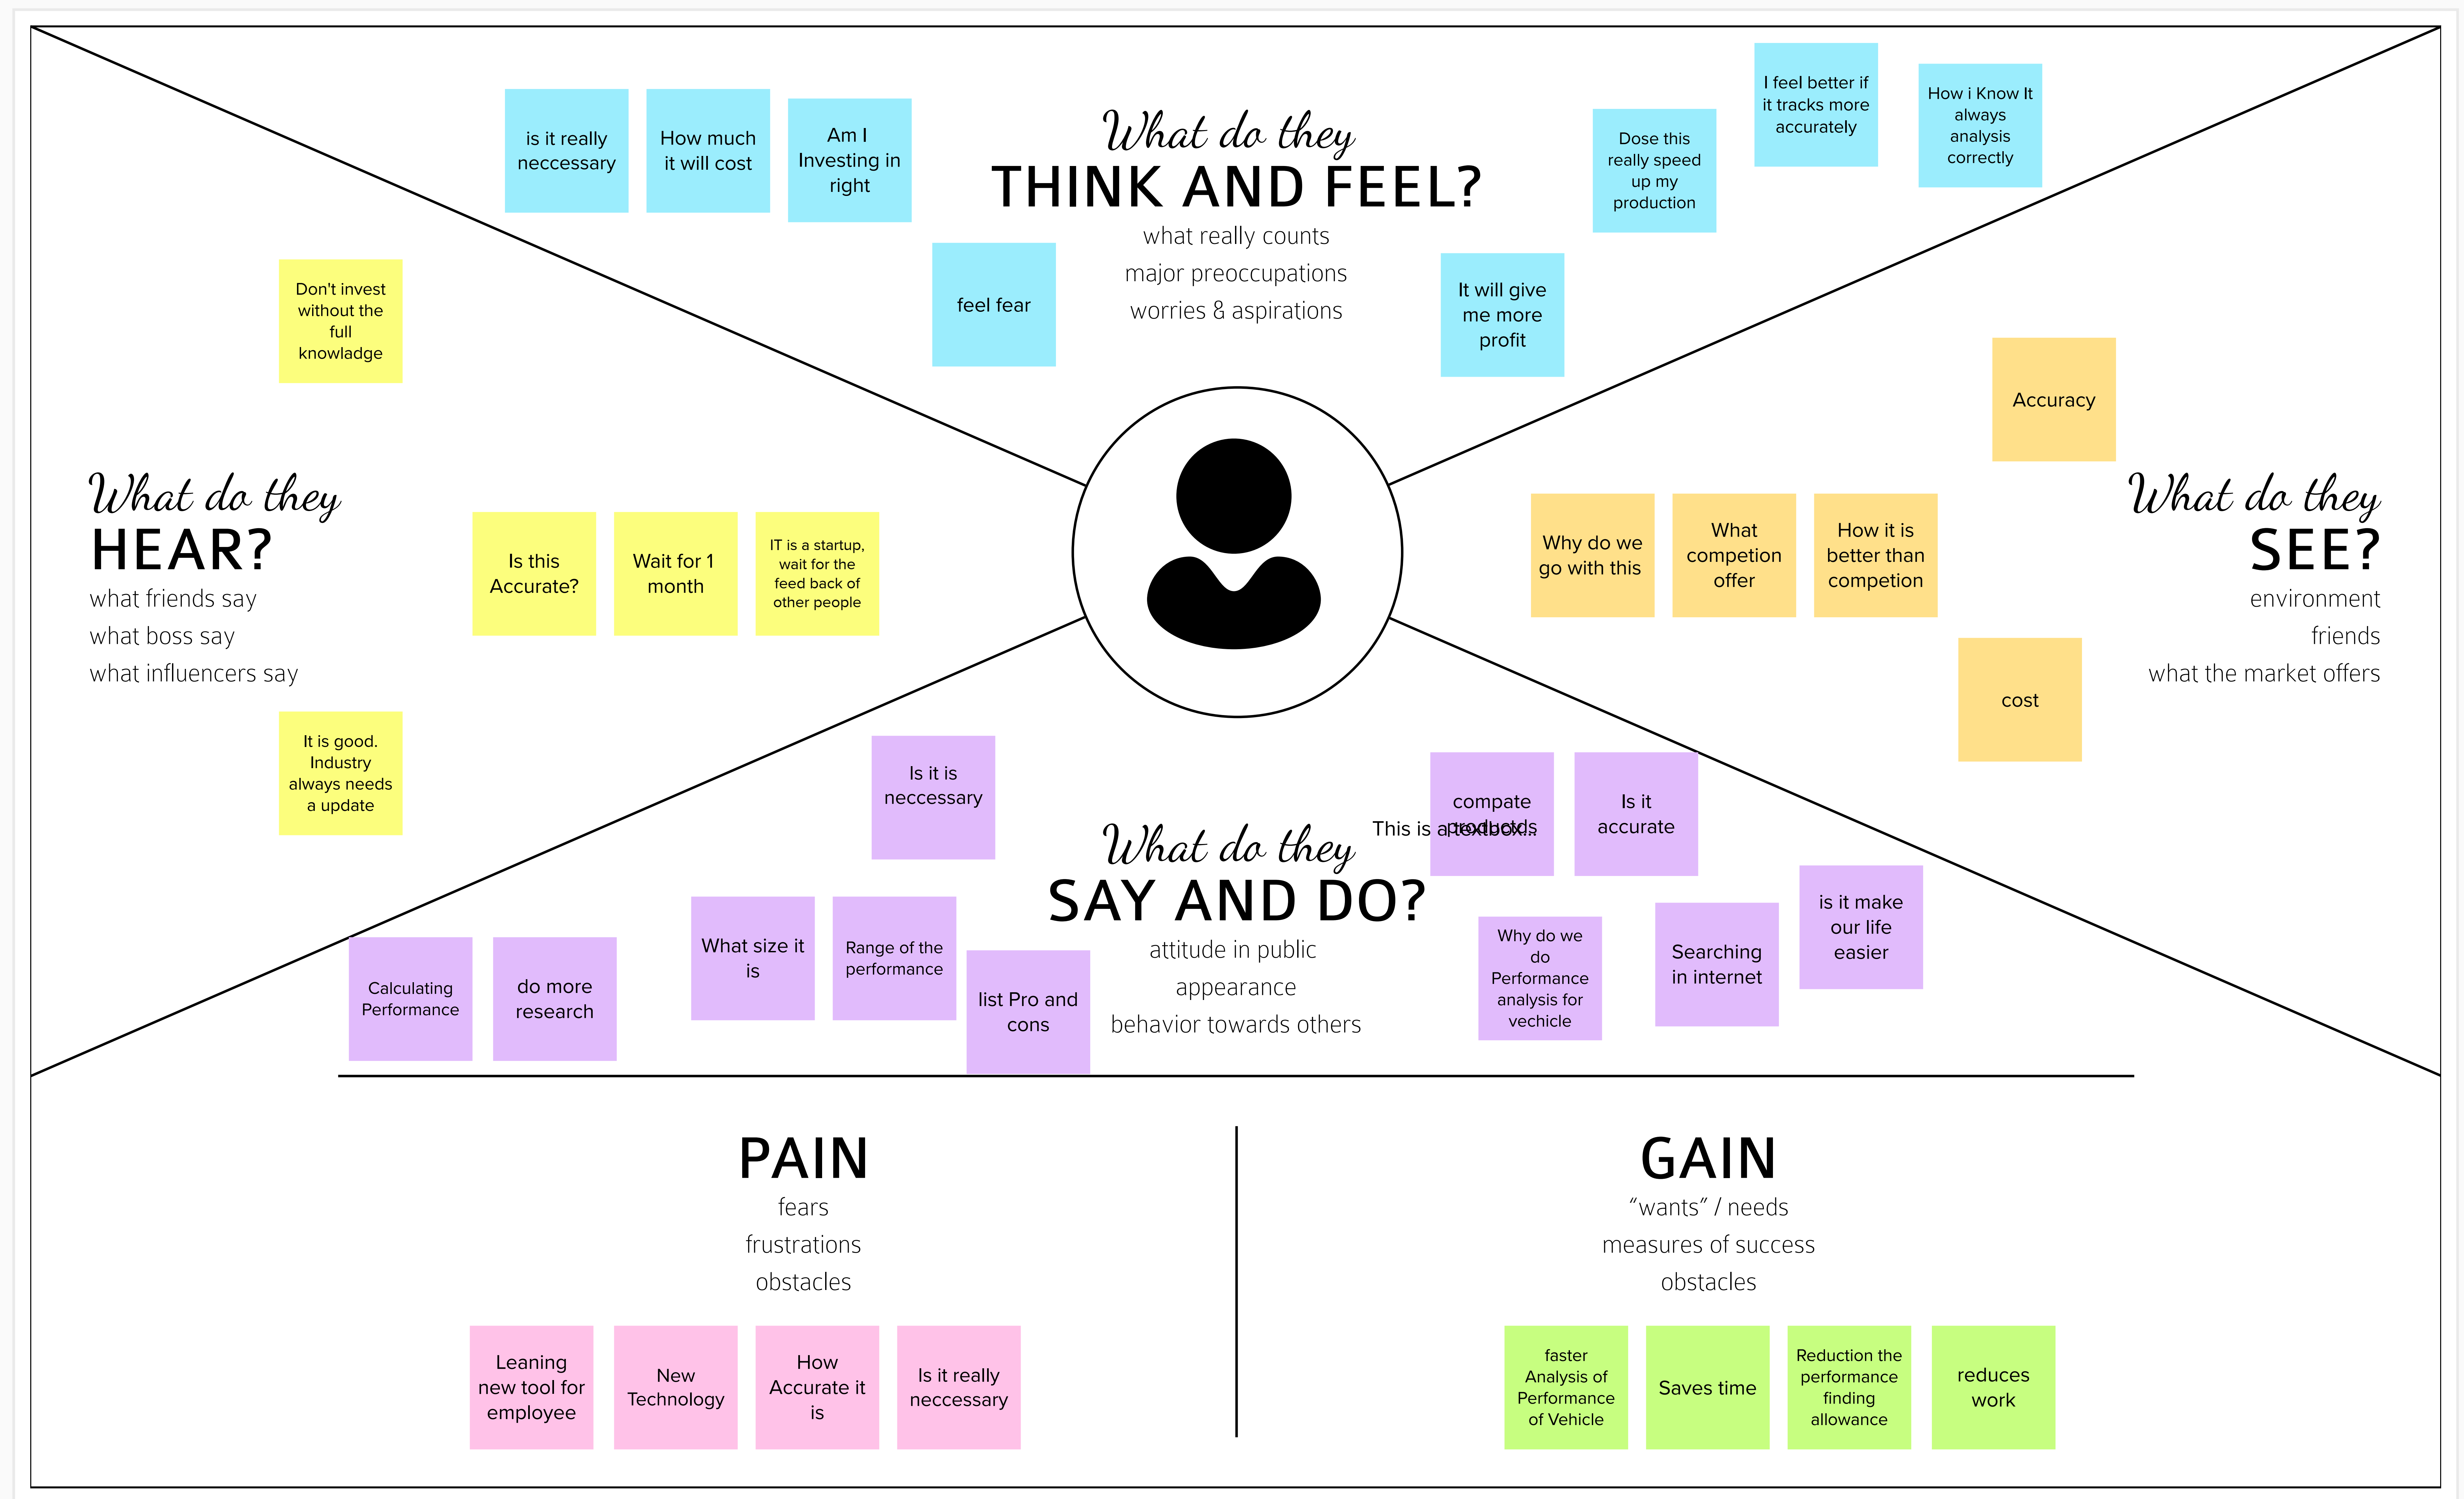 is it really
neccessary
How much
it will cost
Am I
Investing in
right
feel fear
What do they
THINK AND FEEL?
what really counts
major preoccupations
worries & aspirations
Dose this
really speed
up my
production
I feel better if
it tracks more
accurately
How i Know It
always
analysis
correctly
It will give
me more
profit
Don't invest
without the
full
knowladge
What do they
HEAR?
what friends say
what boss say
what influencers say
Is this
Accurate?
Wait for 1
month
IT is a startup,
wait for the
feed back of
other people
It is good.
Industry
always needs
a update
Accuracy
Why do we
go with this
What
competion
offer
How it is
better than
competion
What do they
SEE?
environment
friends
what the market offers
cost
Is it is
neccessary
Calculating
Performance
do more
research
What size it
is
Range of the
performance
list Pro and
cons
What do they
SAY AND DO?
attitude in public
appearance
behavior towards others
compate
productds
This is a textbox...
Is it
accurate
Why do we
do
Performance
analysis for
vechicle
Searching
in internet
is it make
our life
easier
PAIN
fears
frustrations
obstacles
Leaning
new tool for
employee
New
Technology
How
Accurate it
is
Is it really
neccessary
GAIN
“wants” / needs
measures of success
obstacles
faster
Analysis of
Performance
of Vehicle
Saves time
Reduction the
performance
finding
allowance
reduces
work